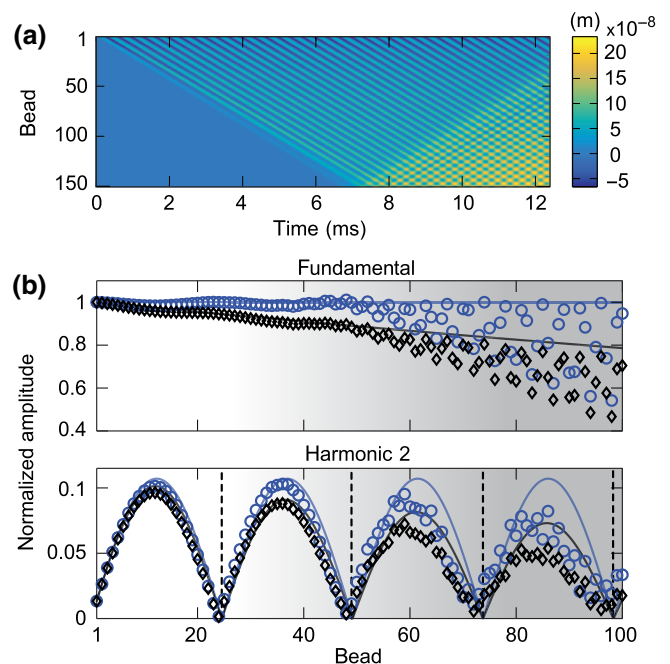 (a)
(m) x10⁻⁸
1
50
100
150
Bead
0 2 4 6 8 10 12
Time (ms)
20
15
10
5
0
−5
(b)
Fundamental
1
0.8
0.6
0.4
Normalized amplitude
Harmonic 2
0.1
0.05
0
1 20 40 60 80 100
Bead